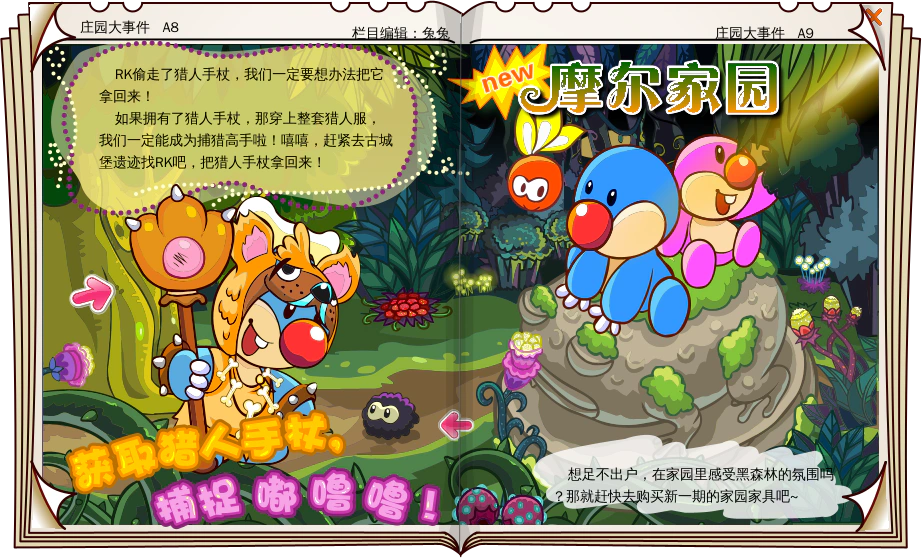 庄园大事件 A8
栏目编辑：兔兔
RK偷走了猎人手杖，我们一定要想办法把它
拿回来！
如果拥有了猎人手杖，那穿上整套猎人服，
我们一定能成为捕猎高手啦！嘻嘻，赶紧去古城
堡遗迹找RK吧，把猎人手杖拿回来！
获取猎人手杖，
捕捉嘟噜噜！
庄园大事件 A9
new
摩尔家园
想足不出户，在家园里感受黑森林的氛围吗
？那就赶快去购买新一期的家园家具吧~